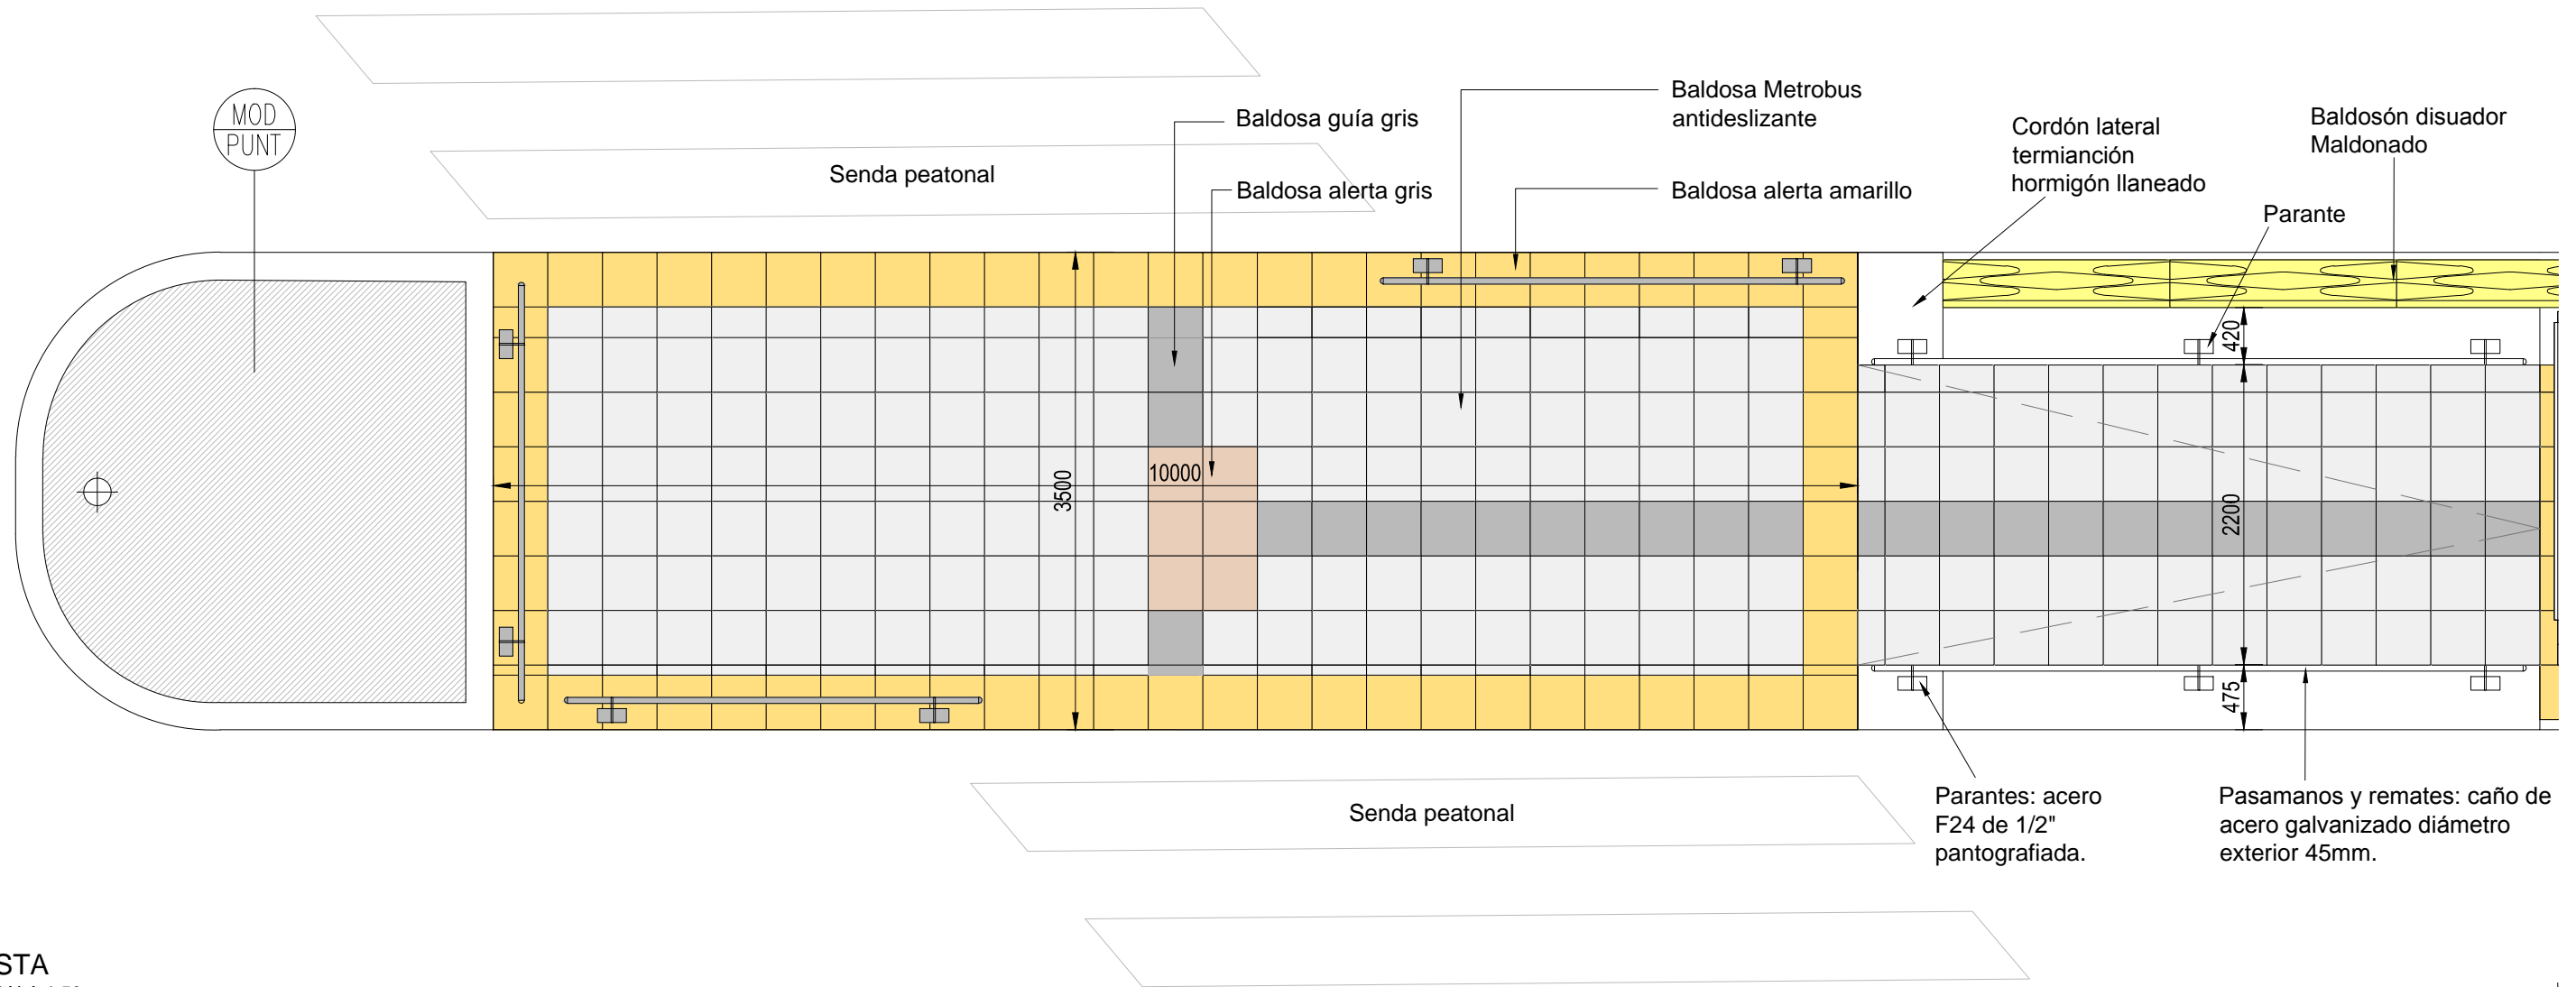 MOD
PUNT
Senda peatonal
Baldosa guía gris
Baldosa alerta gris
Baldosa Metrobus
antideslizante
Baldosa alerta amarillo
Cordón lateral
termianción
hormigón llaneado
Baldosón disuador
Maldonado
Parante
420
10000
3500
2200
475
Senda peatonal
Parantes: acero
F24 de 1/2"
pantografiada.
Pasamanos y remates: caño de
acero galvanizado diámetro
exterior 45mm.
STA